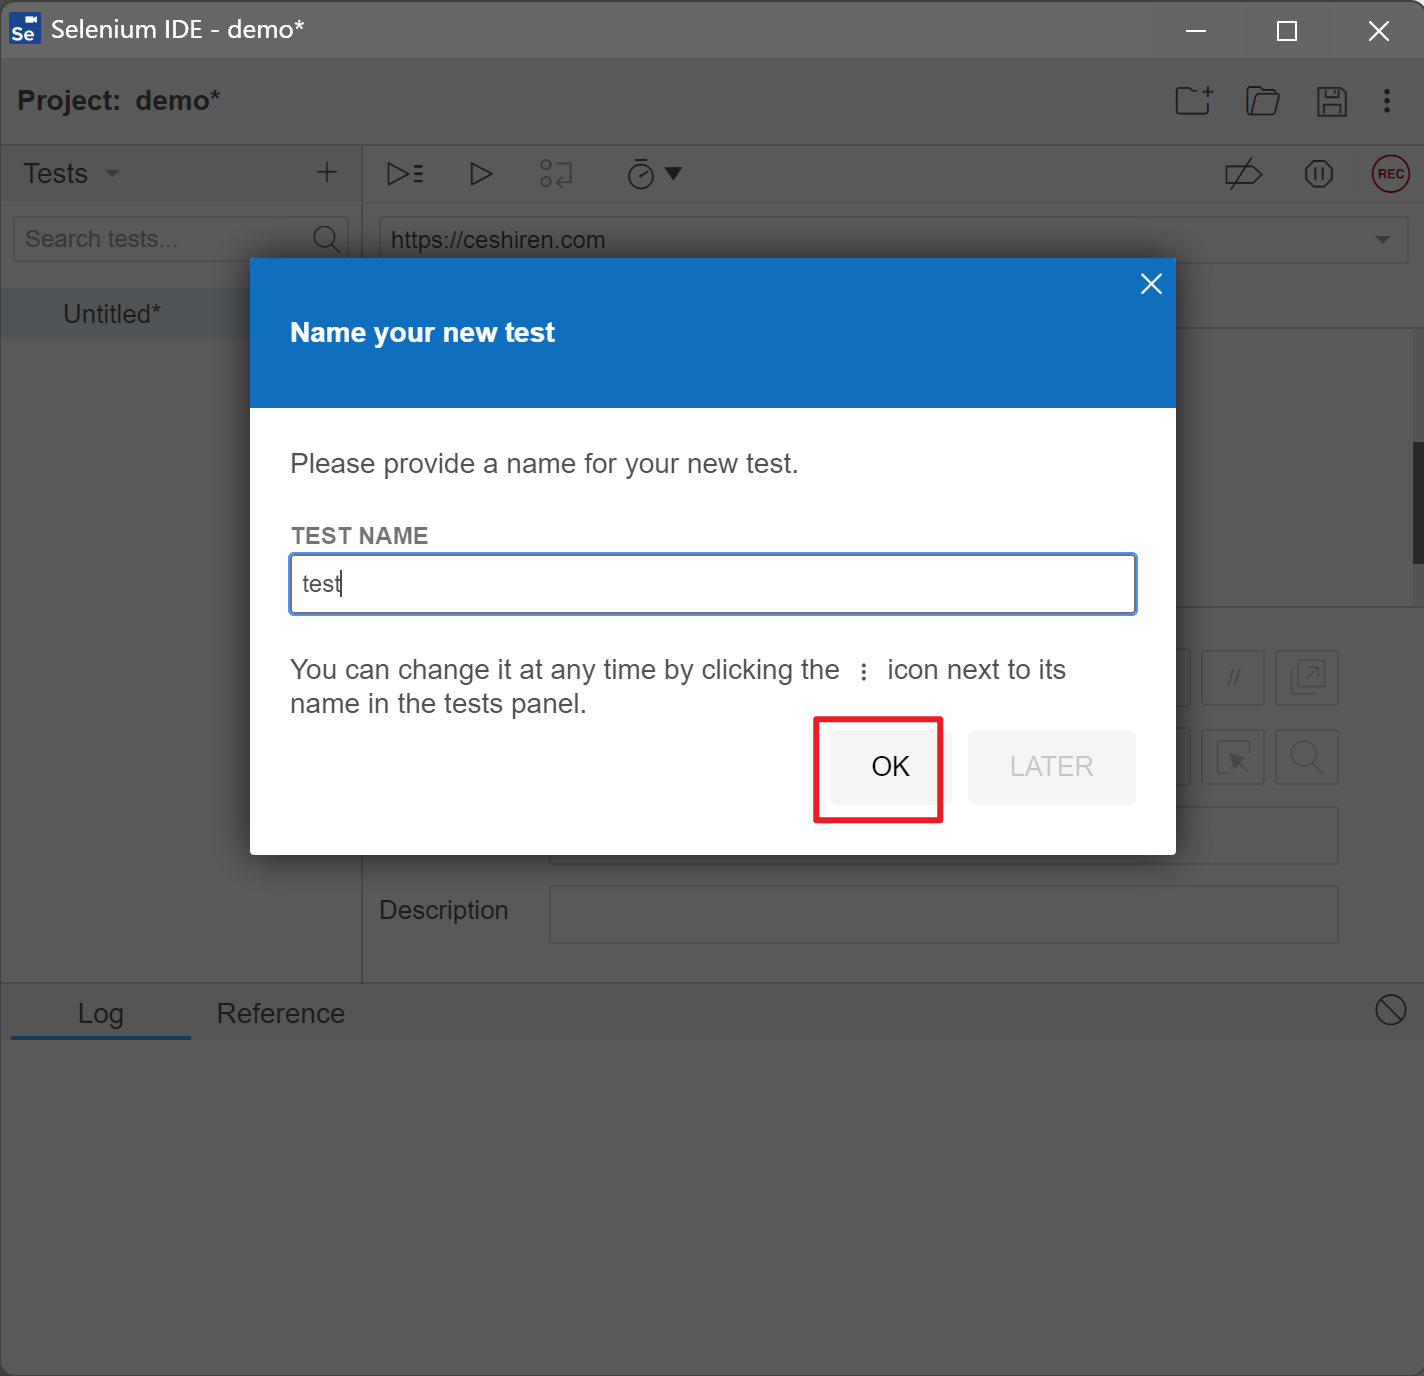 Se Selenium IDE - demo*
Project: demo*
Tests
REC
Search tests...
https://ceshiren.com
Untitled*
Name your new test
Please provide a name for your new test.
TEST NAME
test
You can change it at any time by clicking the ⋮ icon next to its
name in the tests panel.
//
OK LATER
Description
Log Reference